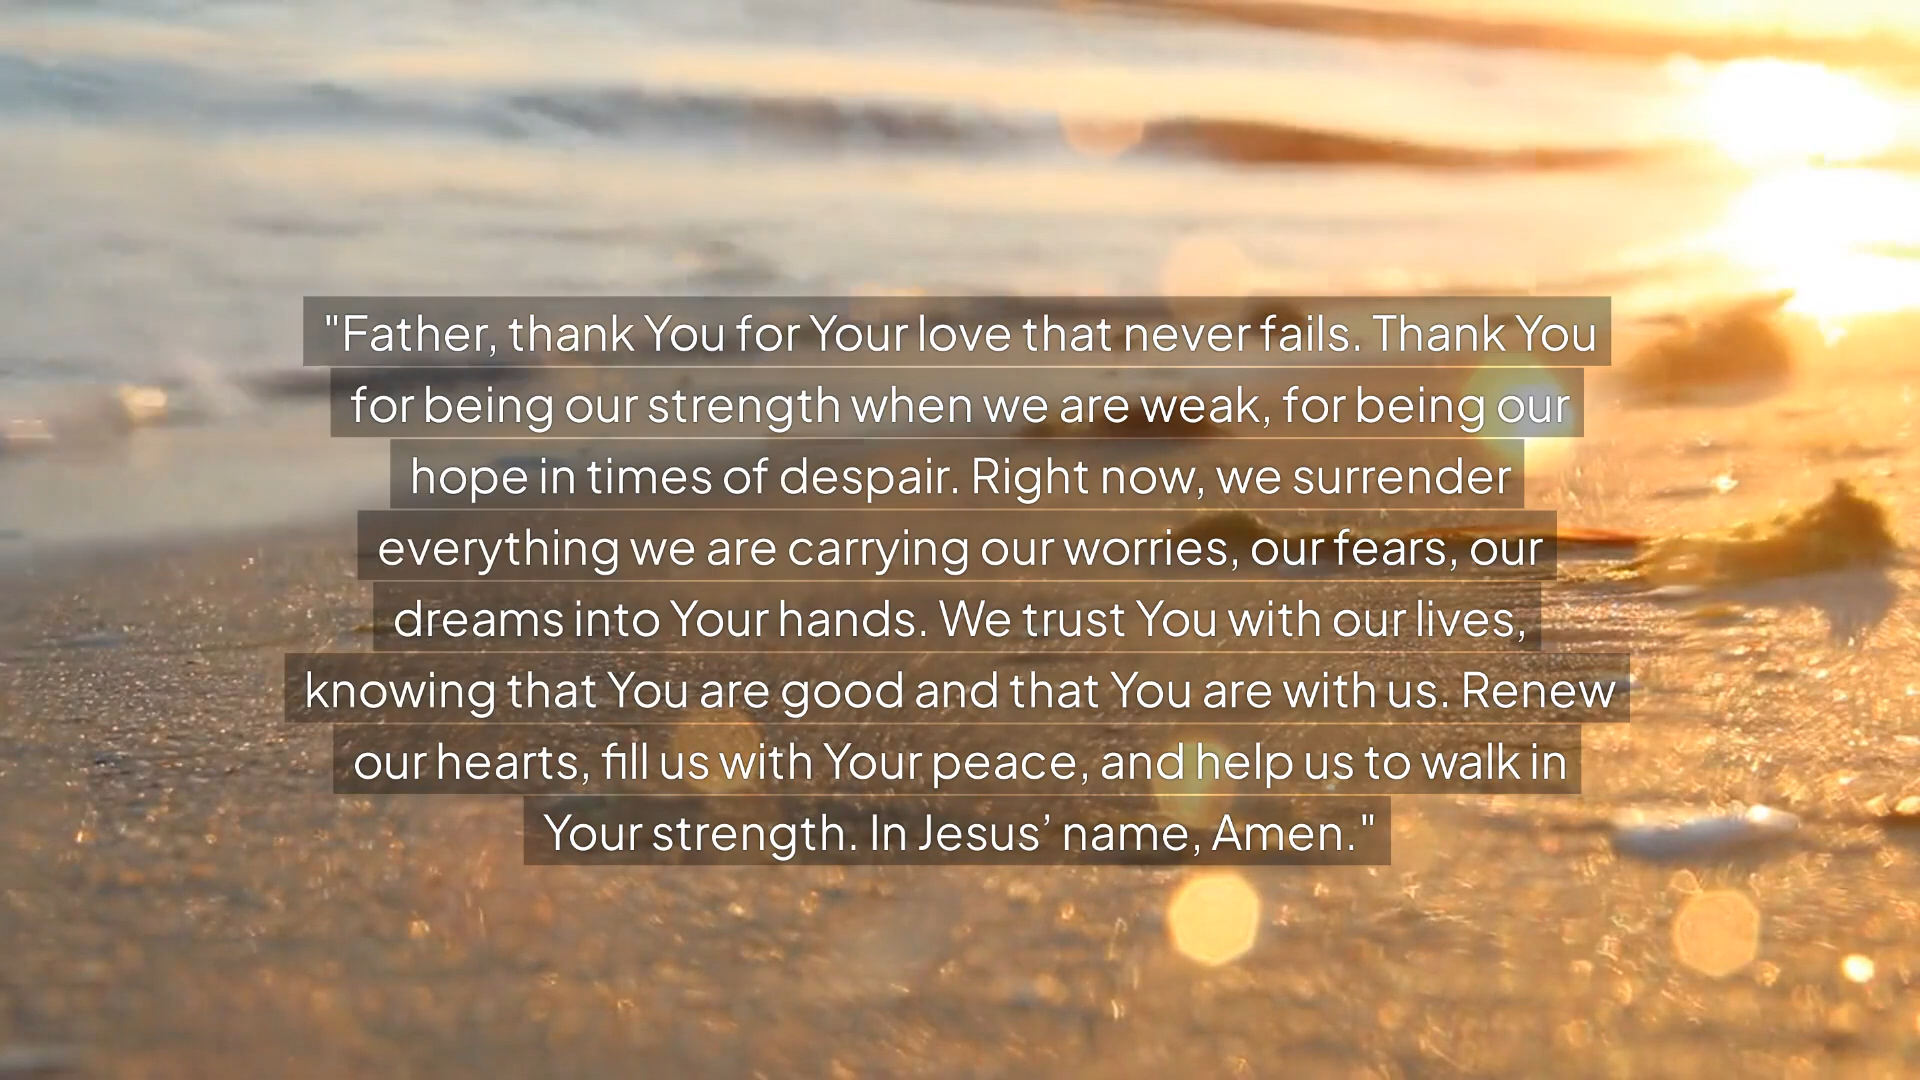 "Father, thank You for Your love that never fails. Thank You
for being our strength when we are weak, for being our
hope in times of despair. Right now, we surrender
everything we are carrying our worries, our fears, our
dreams into Your hands. We trust You with our lives,
knowing that You are good and that You are with us. Renew
our hearts, fill us with Your peace, and help us to walk in
Your strength. In Jesus’ name, Amen."